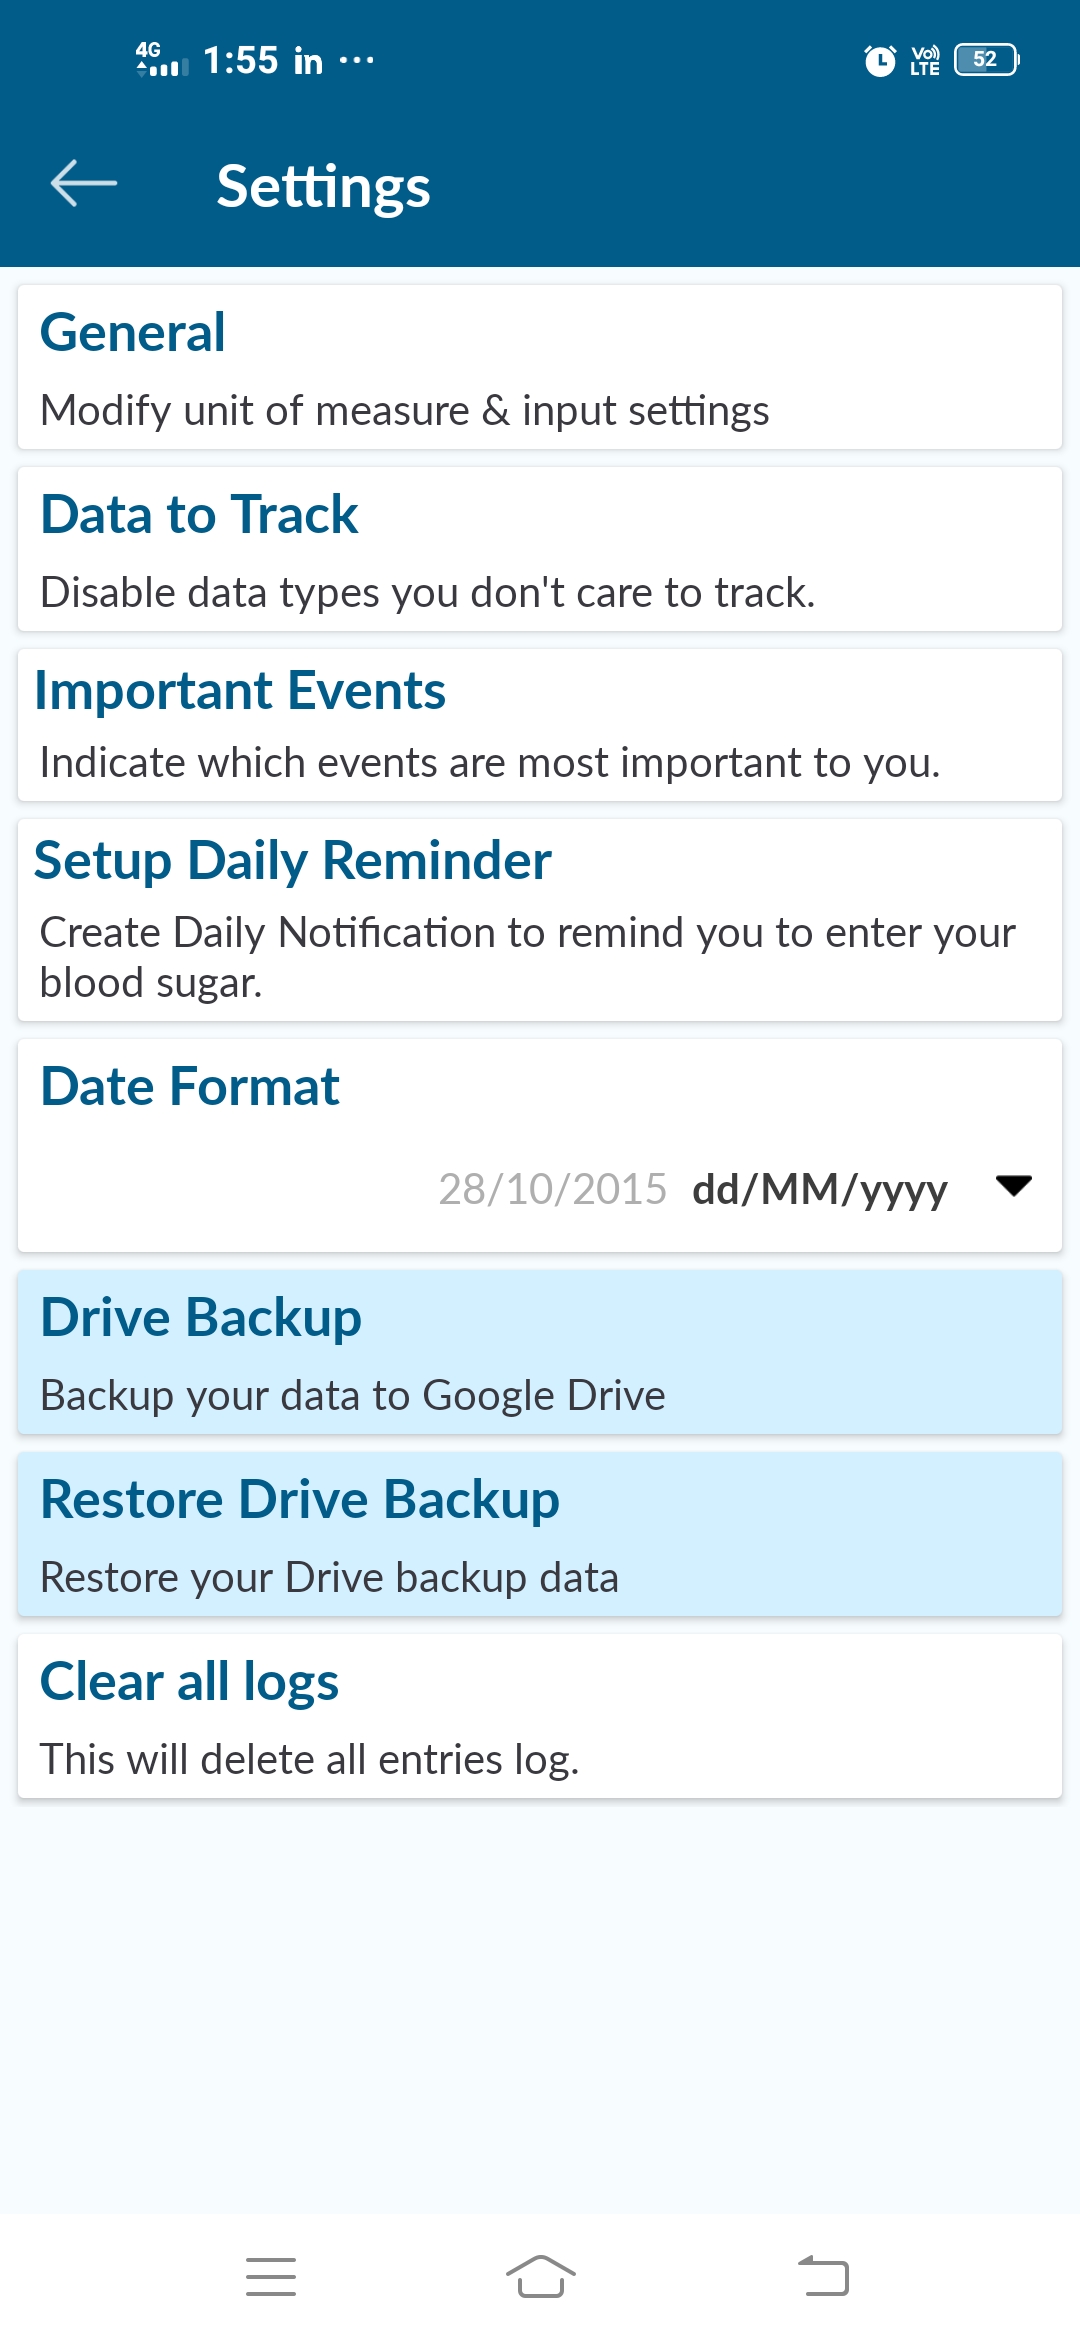 4G 1:55 in ... VoD LTE 52
Settings
General
Modify unit of measure & input settings
Data to Track
Disable data types you don't care to track.
Important Events
Indicate which events are most important to you.
Setup Daily Reminder
Create Daily Notification to remind you to enter your
blood sugar.
Date Format
28/10/2015 dd/MM/yyyy
Drive Backup
Backup your data to Google Drive
Restore Drive Backup
Restore your Drive backup data
Clear all logs
This will delete all entries log.